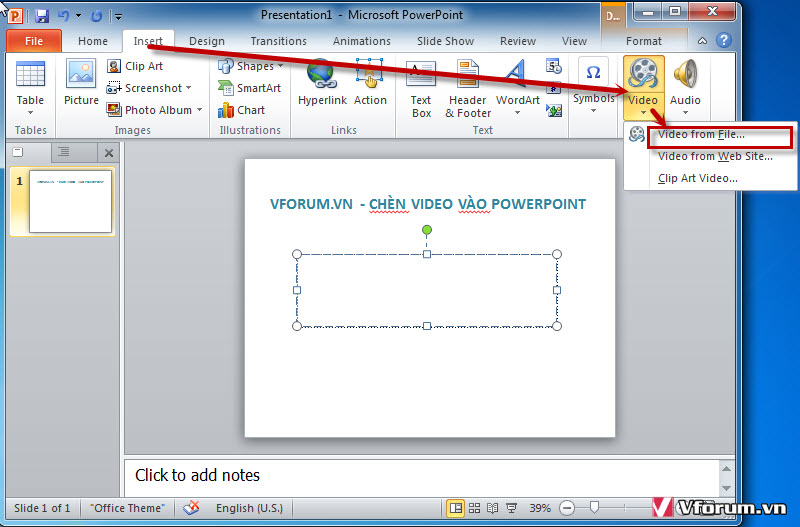 Presentation1 - Microsoft PowerPoint
D...
File Home Insert Design Transitions Animations Slide Show Review View Format
Table
Picture
Clip Art
Screenshot
Photo Album
Shapes
SmartArt
Chart
Hyperlink
Action
Text
Box
Header
& Footer
WordArt
Symbols
Video
Audio
Tables Images Illustrations Links Text
Video from File...
Video from Web Site...
Clip Art Video...
1
VFORUM.VN - CHÈN VIDEO VÀO POWERPOINT
Click to add notes
Slide 1 of 1 "Office Theme" English (U.S.) 39%
Vforum.vn